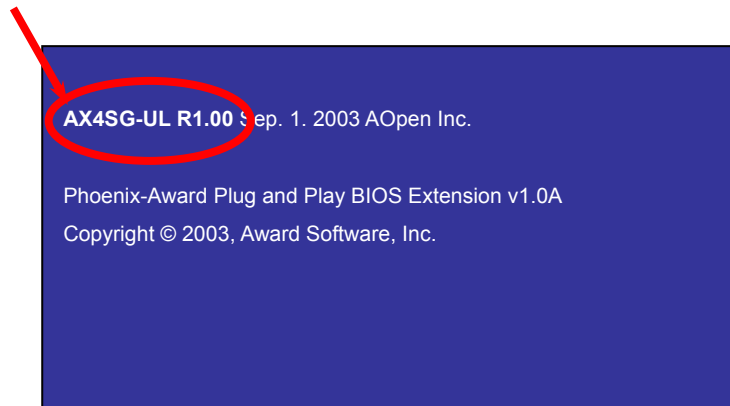 AX4SG-UL R1.00 Sep. 1. 2003 AOpen Inc.
Phoenix-Award Plug and Play BIOS Extension v1.0A
Copyright © 2003, Award Software, Inc.